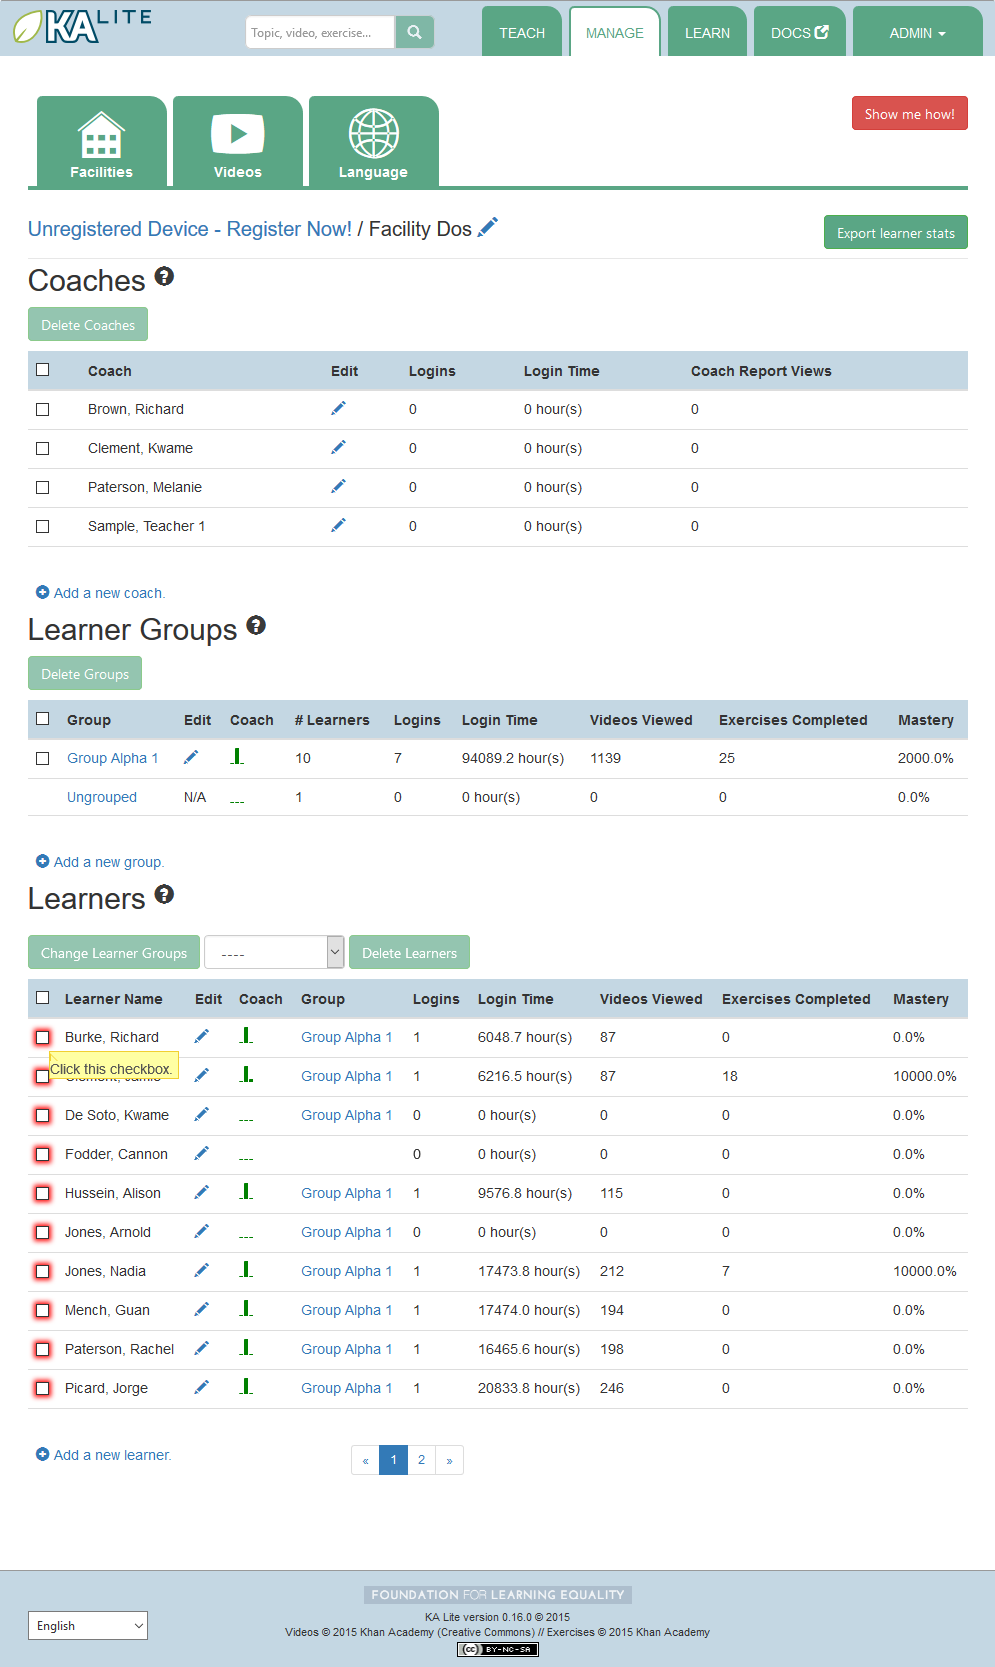 KA LITE
Topic, video, exercise...
TEACH
MANAGE
LEARN
DOCS
ADMIN
Facilities
Videos
Language
Show me how!
Unregistered Device - Register Now! / Facility Dos
Export learner stats
Coaches ?
Delete Coaches
Coach Edit Logins Login Time Coach Report Views
Brown, Richard 0 0 hour(s) 0
Clement, Kwame 0 0 hour(s) 0
Paterson, Melanie 0 0 hour(s) 0
Sample, Teacher 1 0 0 hour(s) 0
Add a new coach.
Learner Groups ?
Delete Groups
Group Edit Coach # Learners Logins Login Time Videos Viewed Exercises Completed Mastery
Group Alpha 1 10 7 94089.2 hour(s) 1139 25 2000.0%
Ungrouped N/A --- 1 0 0 hour(s) 0 0 0.0%
Add a new group.
Learners ?
Change Learner Groups ---- Delete Learners
Learner Name Edit Coach Group Logins Login Time Videos Viewed Exercises Completed Mastery
Burke, Richard Group Alpha 1 1 6048.7 hour(s) 87 0 0.0%
Click this checkbox.
Group Alpha 1 1 6216.5 hour(s) 87 18 10000.0%
De Soto, Kwame --- Group Alpha 1 0 0 hour(s) 0 0 0.0%
Fodder, Cannon --- 0 0 hour(s) 0 0 0.0%
Hussein, Alison Group Alpha 1 1 9576.8 hour(s) 115 0 0.0%
Jones, Arnold --- Group Alpha 1 0 0 hour(s) 0 0 0.0%
Jones, Nadia Group Alpha 1 1 17473.8 hour(s) 212 7 10000.0%
Mench, Guan Group Alpha 1 1 17474.0 hour(s) 194 0 0.0%
Paterson, Rachel Group Alpha 1 1 16465.6 hour(s) 198 0 0.0%
Picard, Jorge Group Alpha 1 1 20833.8 hour(s) 246 0 0.0%
Add a new learner.
« 1 2 »
FOUNDATION FOR LEARNING EQUALITY
English
KA Lite version 0.16.0 © 2015
Videos © 2015 Khan Academy (Creative Commons) // Exercises © 2015 Khan Academy
cc BY-NC-SA